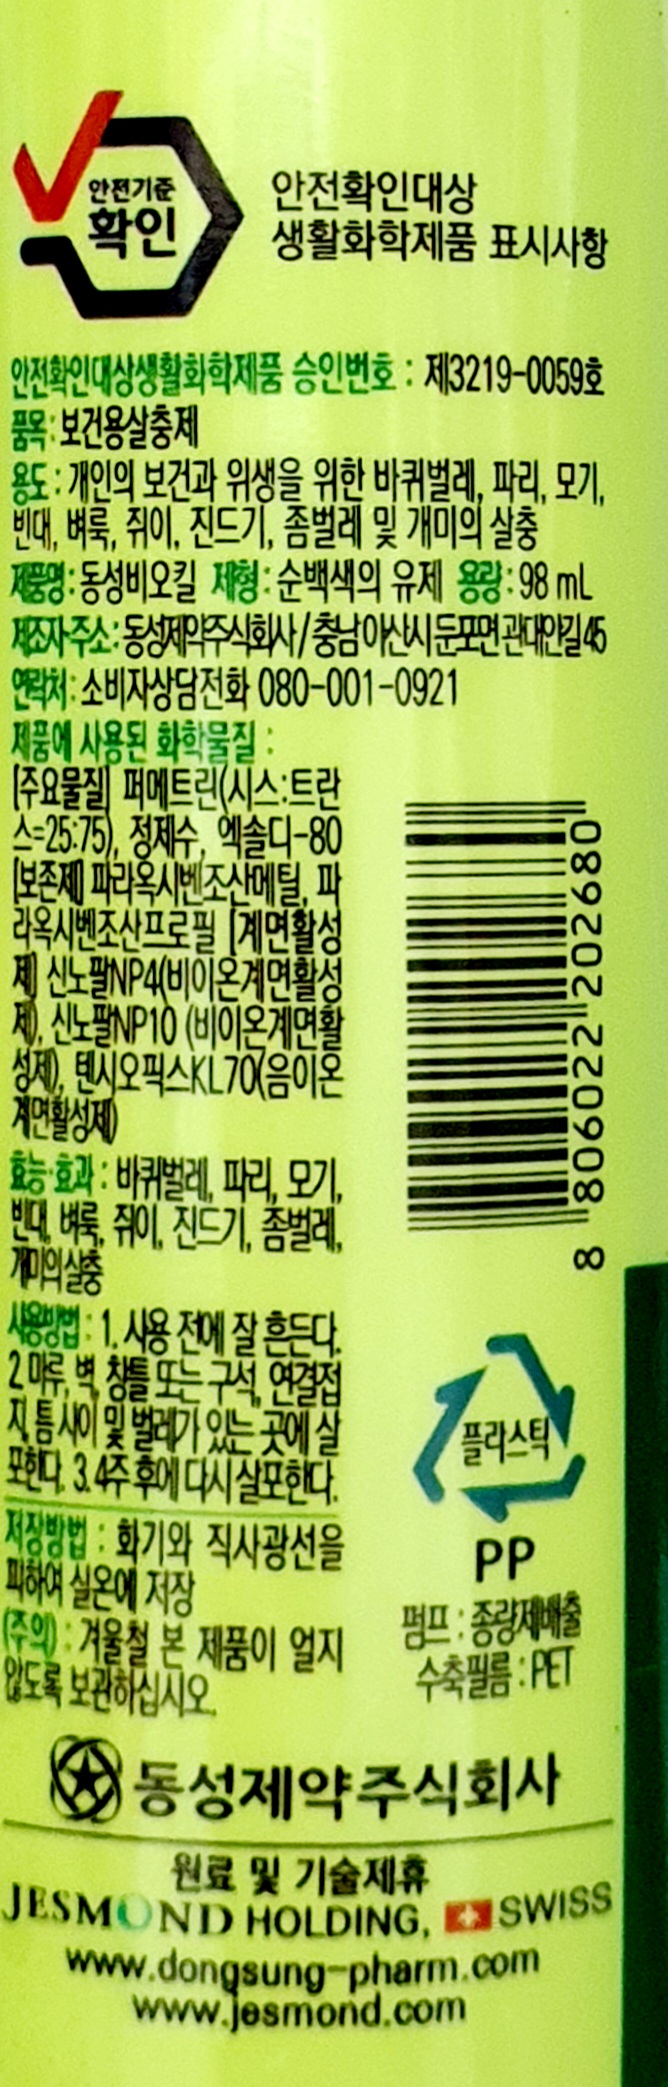 안전기준
확인
안전확인대상
생활화학제품 표시사항
안전확인대상생활화학제품 승인번호 : 제3219-0059호
품목: 보건용살충제
용도 : 개인의 보건과 위생을 위한 바퀴벌레, 파리, 모기,
빈대, 벼룩, 쥐이, 진드기, 좀벌레 및 개미의 살충
제품명: 동성비오킬 제형: 순백색의 유제 용량: 98 mL
제조자·주소: 동성제약주식회사 / 충남 아산시 둔포면 관대안길 45
연락처: 소비자상담전화 080-001-0921
제품에 사용된 화학물질 :
[주요물질] 퍼메트린(시스:트란
스=25:75), 정제수, 엑솔디-80
[보존제] 파라옥시벤조산메틸, 파
라옥시벤조산프로필 [계면활성
제] 신노팔NP4(비이온계면활성
제), 신노팔NP10 (비이온계면활
성제), 텐시오픽스KL70(음이온
계면활성제)
효능·효과 : 바퀴벌레, 파리, 모기,
빈대, 벼룩, 쥐이, 진드기, 좀벌레,
개미의 살충
사용방법 : 1. 사용 전에 잘 흔든다.
2 마루, 벽, 창틀 또는 구석, 연결접
지, 틈 사이 및 벌레가 있는 곳에 살
포한다. 3. 4주 후에 다시 살포한다.
저장방법 : 화기와 직사광선을
피하여 실온에 저장
(주의) : 겨울철 본 제품이 얼지
않도록 보관하십시오.
8 806022 202680
플라스틱
PP
펌프 : 종량제배출
수축필름 : PET
동성제약주식회사
원료 및 기술제휴
JESMOND HOLDING, SWISS
www.dongsung-pharm.com
www.jesmond.com